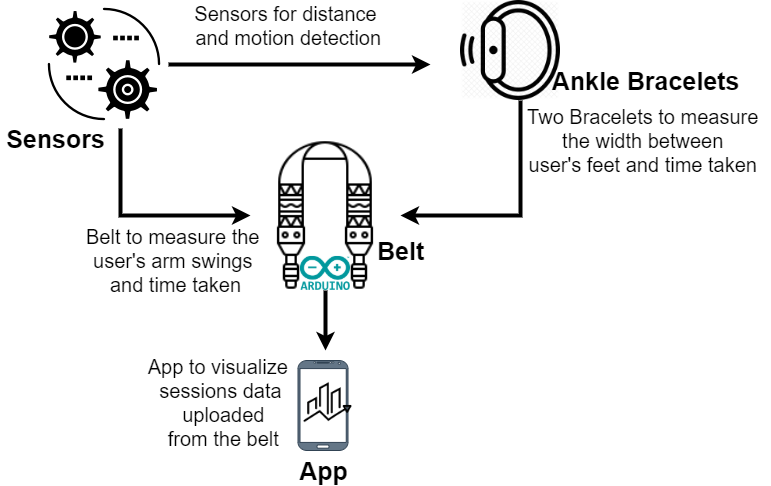 Sensors for distance
and motion detection
Sensors
Ankle Bracelets
Two Bracelets to measure
the width between
user's feet and time taken
Belt to measure the
user's arm swings
and time taken
Belt
ARDUINO
App to visualize
sessions data
uploaded
from the belt
App